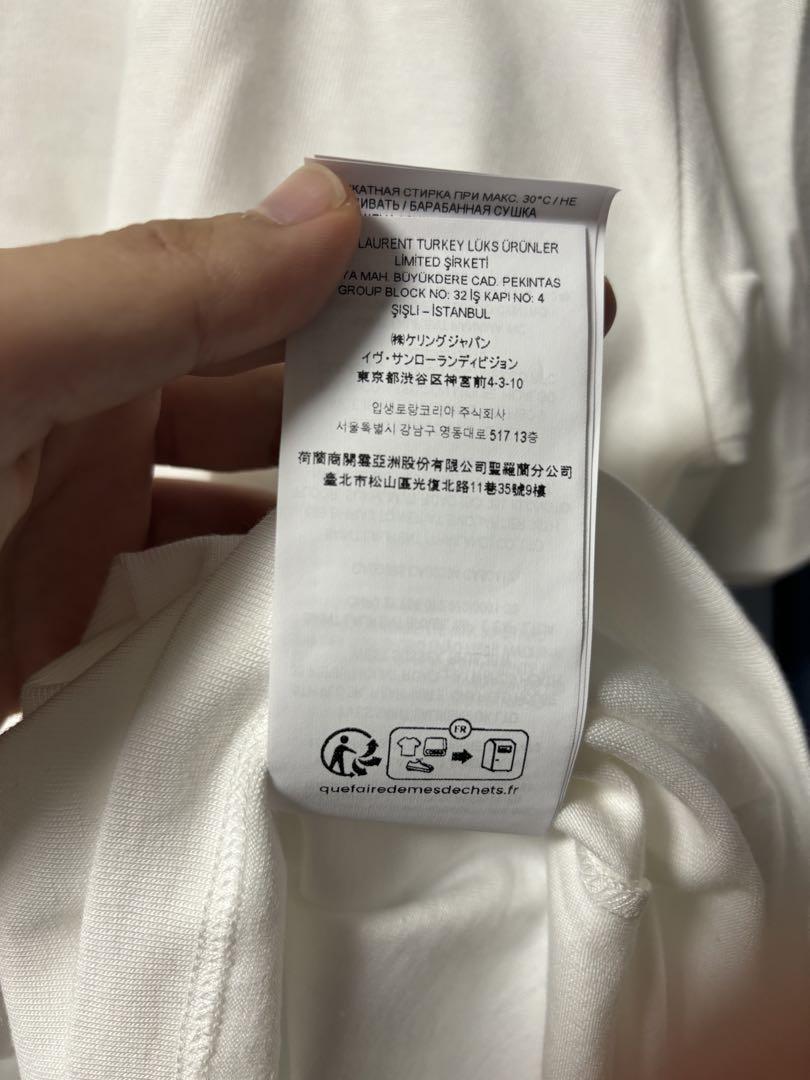 СТИРКА ПРИ МАКС. 30°C / НЕ
/ БАРАБАННАЯ СУШКА
LAURENT TURKEY LÜKS ÜRÜNLER
LİMİTED ŞİRKETİ
MAH. BÜYÜKDERE CAD. PEKINTAS
GROUP BLOCK NO: 32 İŞ KAPI NO: 4
ŞIŞLI – İSTANBUL
㈱ケリングジャパン
イヴ・サンローランディビジョン
東京都渋谷区神宮前4-3-10
입생로랑코리아 주식회사
서울특별시 강남구 영동대로 517 13층
荷蘭商開雲亞洲股份有限公司聖羅蘭分公司
臺北市松山區光復北路11巷35號9樓
FR
quefairedemesdechets.fr